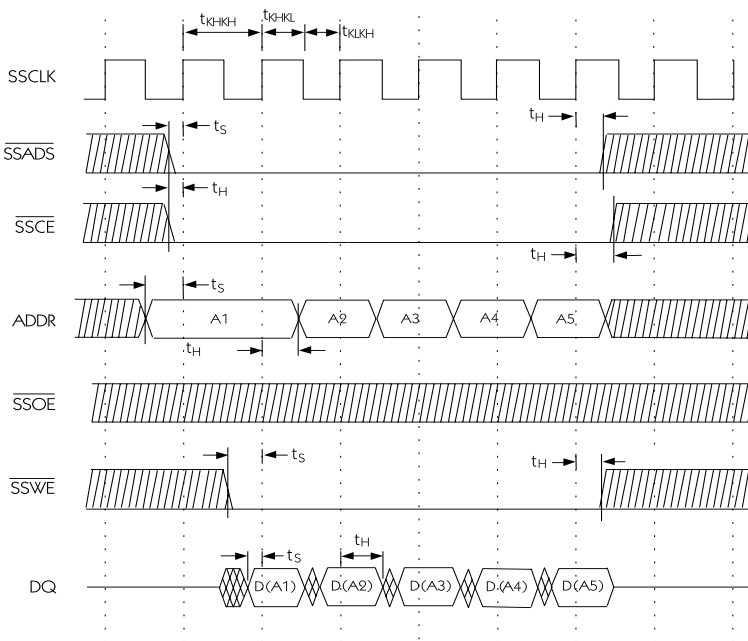 tKHKH tKHKL tKLKH
SSCLK
tS tH
SSADS
tH
SSCE
tH
tS
ADDR A1 A2 A3 A4 A5
tH
SSOE
tS tH
SSWE
tH
tS
DQ D(A1) D(A2) D(A3) D(A4) D(A5)